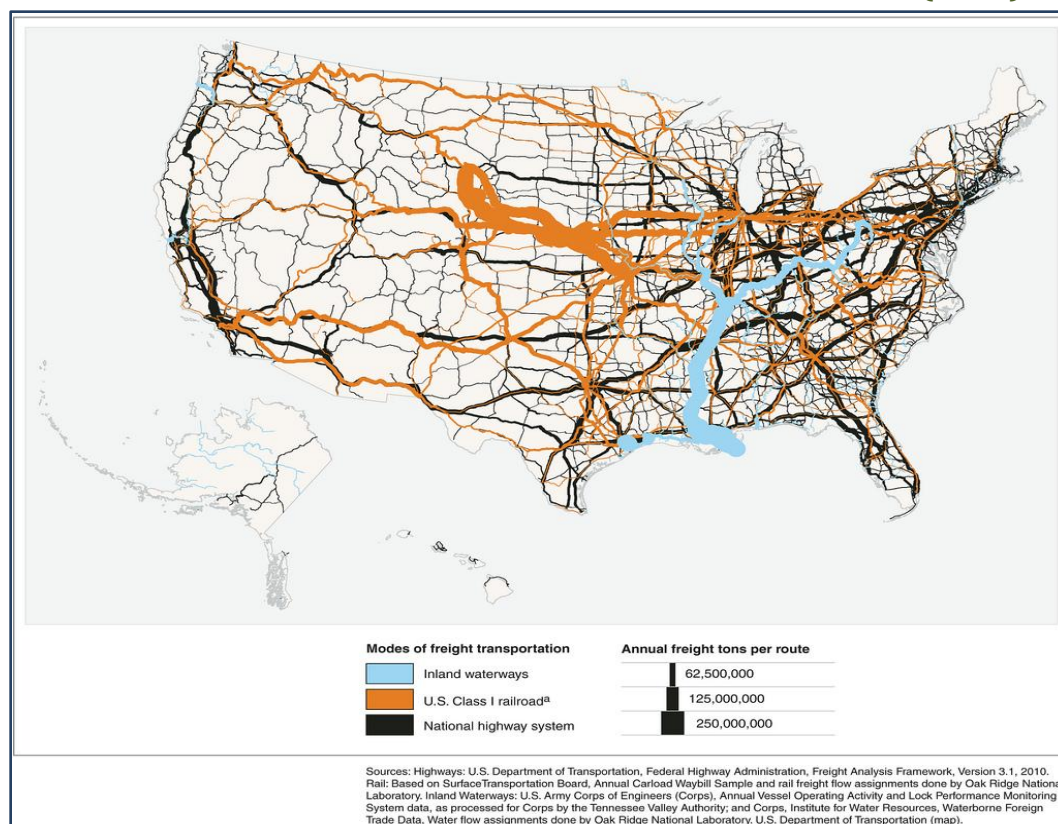 Modes of freight transportation
Inland waterways
U.S. Class I railroadª
National highway system
Annual freight tons per route
62,500,000
125,000,000
250,000,000
Sources: Highways: U.S. Department of Transportation, Federal Highway Administration, Freight Analysis Framework, Version 3.1, 2010.
Rail: Based on SurfaceTransportation Board, Annual Carload Waybill Sample and rail freight flow assignments done by Oak Ridge National
Laboratory. Inland Waterways: U.S. Army Corps of Engineers (Corps), Annual Vessel Operating Activity and Lock Performance Monitoring
System data, as processed for Corps by the Tennessee Valley Authority; and Corps, Institute for Water Resources, Waterborne Foreign
Trade Data, Water flow assignments done by Oak Ridge National Laboratory. U.S. Department of Transportation (map).